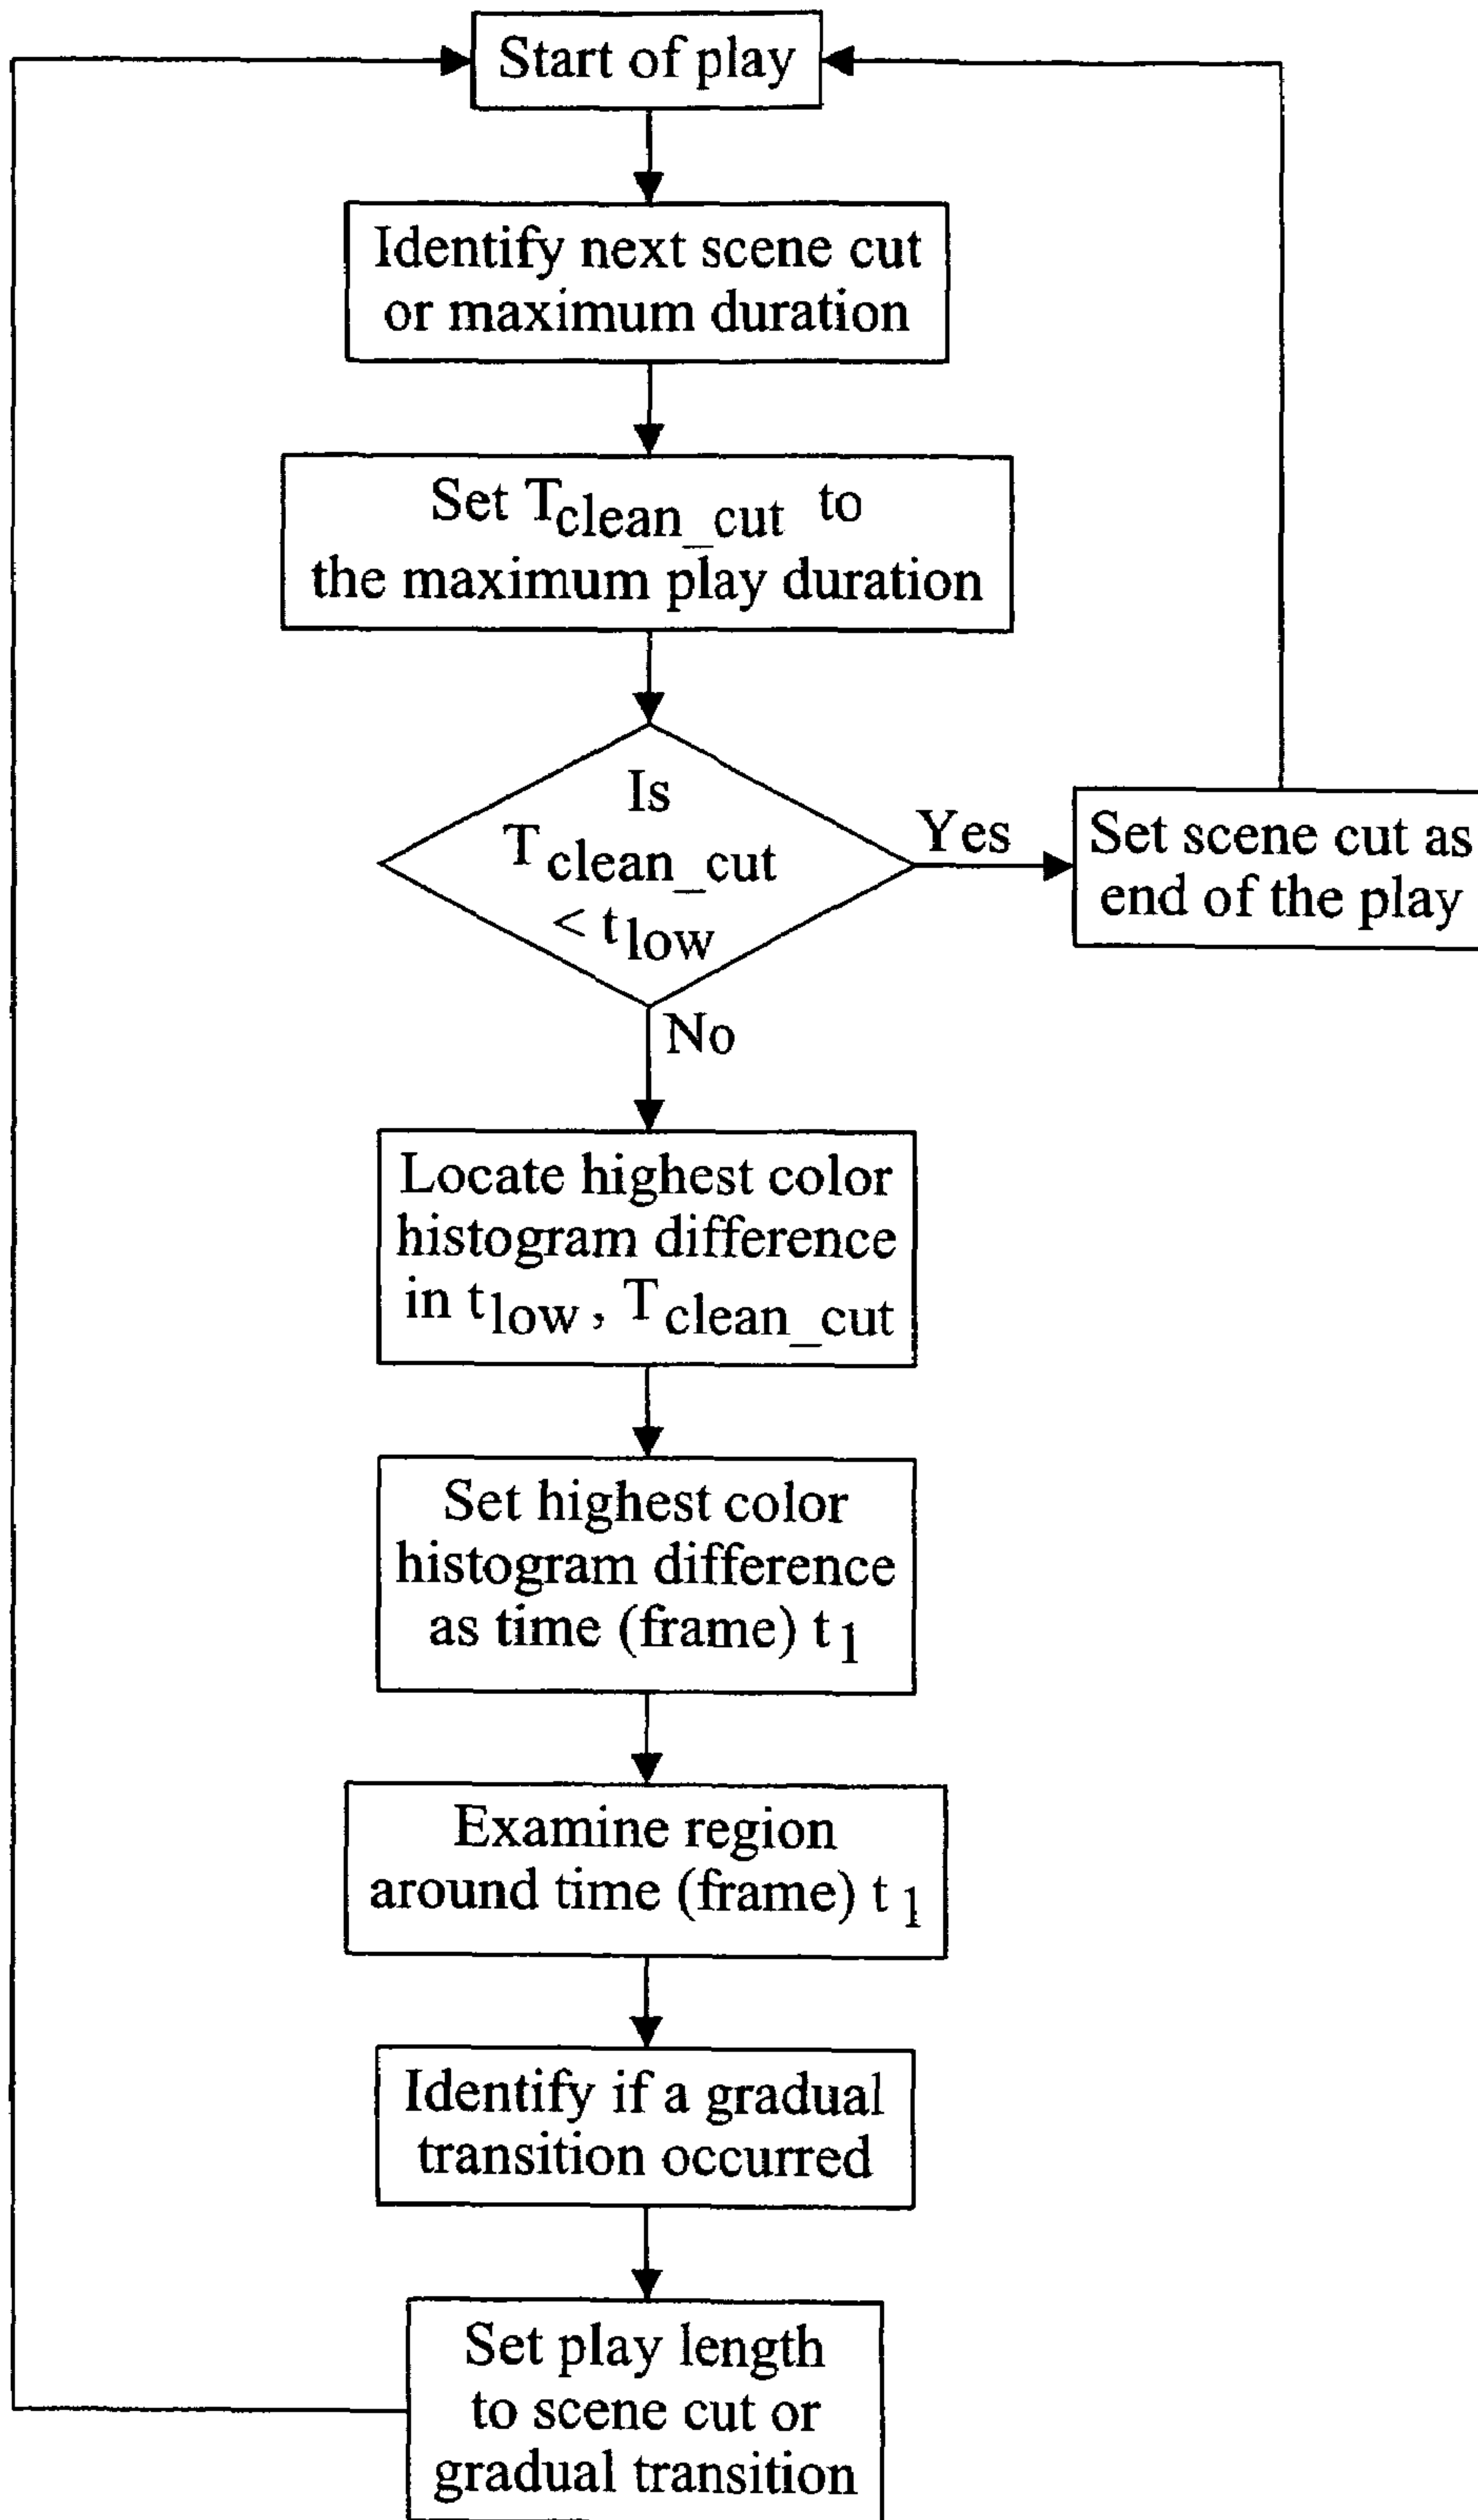 Start of play
Identify next scene cut
or maximum duration
Set Tclean_cut to
the maximum play duration
Is
Tclean_cut
< tlow
Yes
Set scene cut as
end of the play
No
Locate highest color
histogram difference
in tlow, Tclean_cut
Set highest color
histogram difference
as time (frame) t1
Examine region
around time (frame) t1
Identify if a gradual
transition occurred
Set play length
to scene cut or
gradual transition